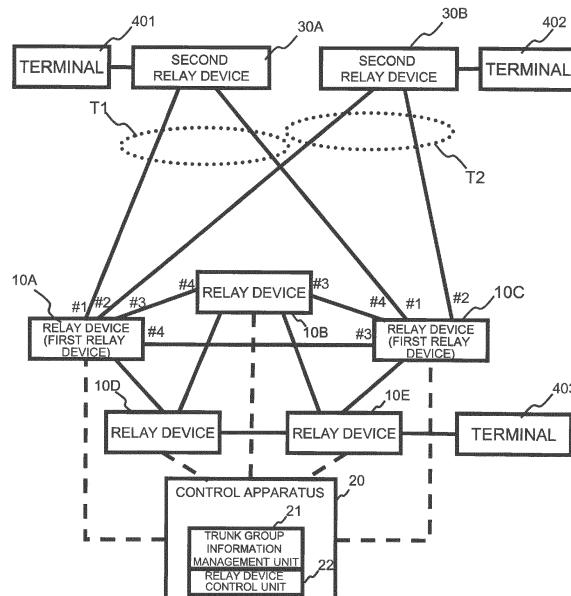 401
30A
30B
402
TERMINAL
SECOND
RELAY DEVICE
SECOND
RELAY DEVICE
TERMINAL
T1
T2
10A
#1
#2
#3
#4
#3
#4
#1
#2
10C
RELAY DEVICE
10B
RELAY DEVICE
(FIRST RELAY
DEVICE)
#4
#3
RELAY DEVICE
(FIRST RELAY
DEVICE)
10D
10E
403
RELAY DEVICE
RELAY DEVICE
TERMINAL
CONTROL APPARATUS
20
21
TRUNK GROUP
INFORMATION
MANAGEMENT UNIT
22
RELAY DEVICE
CONTROL UNIT